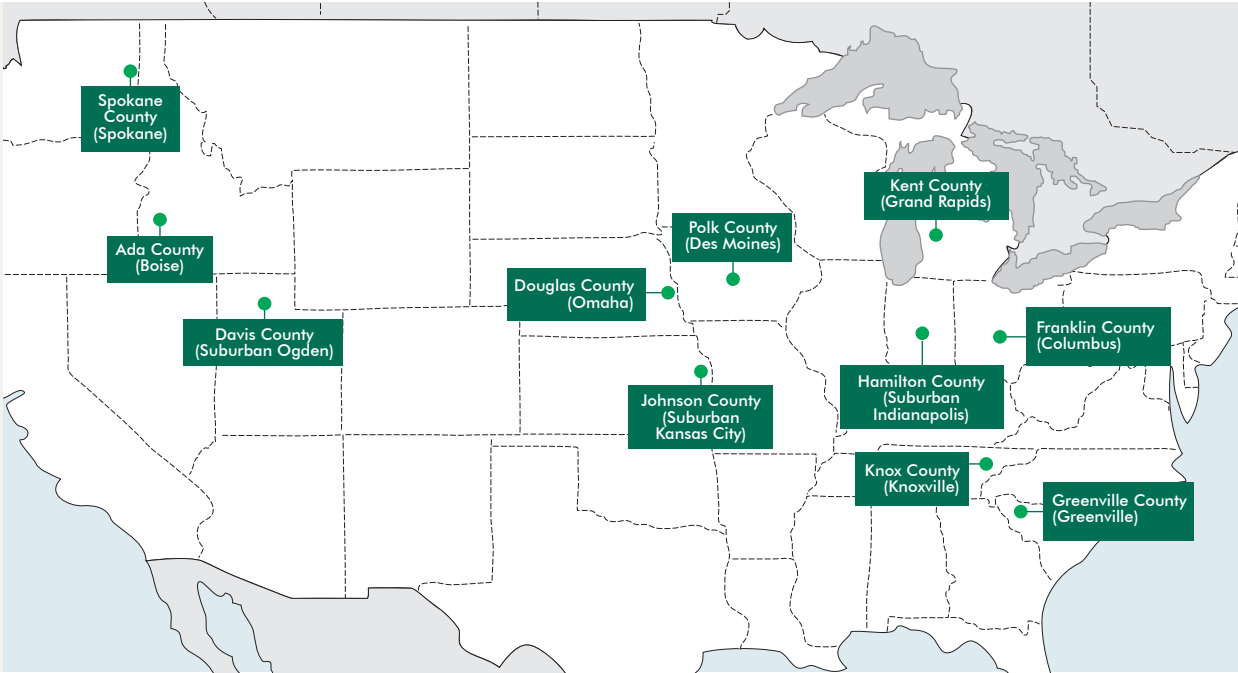 Spokane
County
(Spokane)
Ada County
(Boise)
Davis County
(Suburban Ogden)
Douglas County
(Omaha)
Polk County
(Des Moines)
Johnson County
(Suburban
Kansas City)
Kent County
(Grand Rapids)
Franklin County
(Columbus)
Hamilton County
(Suburban
Indianapolis)
Knox County
(Knoxville)
Greenville County
(Greenville)